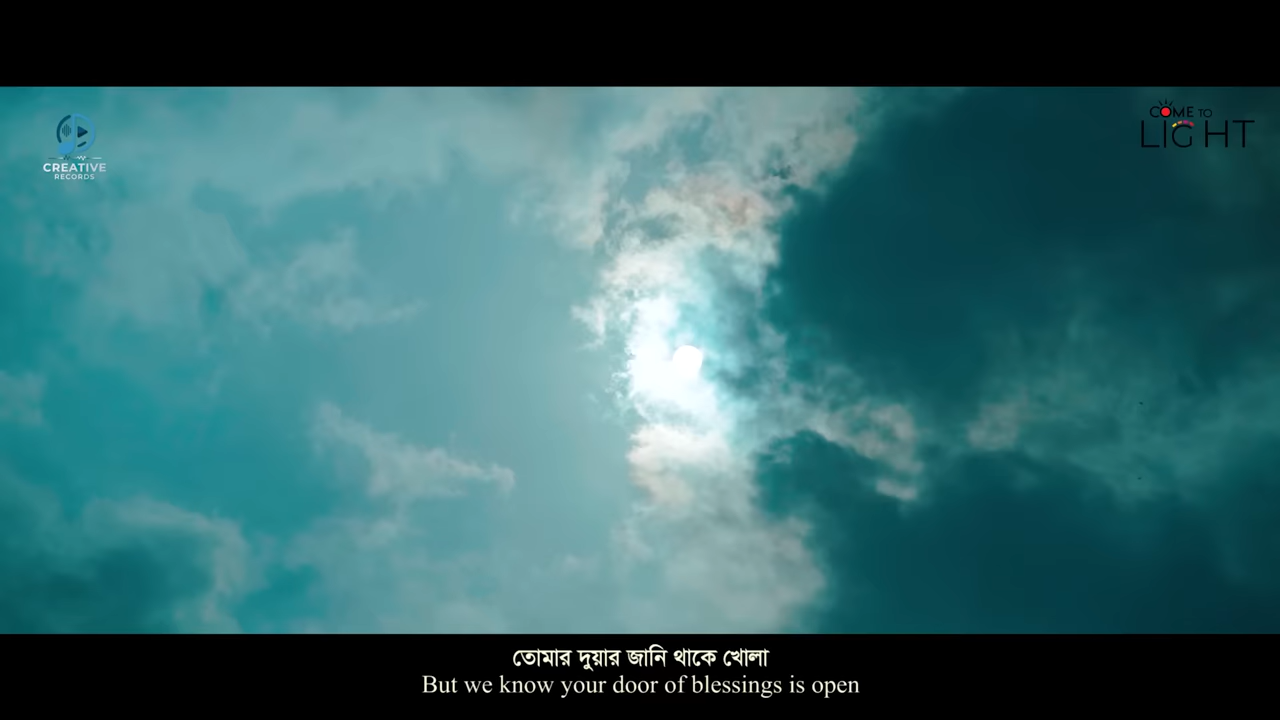 CREATIVE
RECORDS
COME TO
LIGHT
তোমার দুয়ার জানি থাকে খোলা
But we know your door of blessings is open